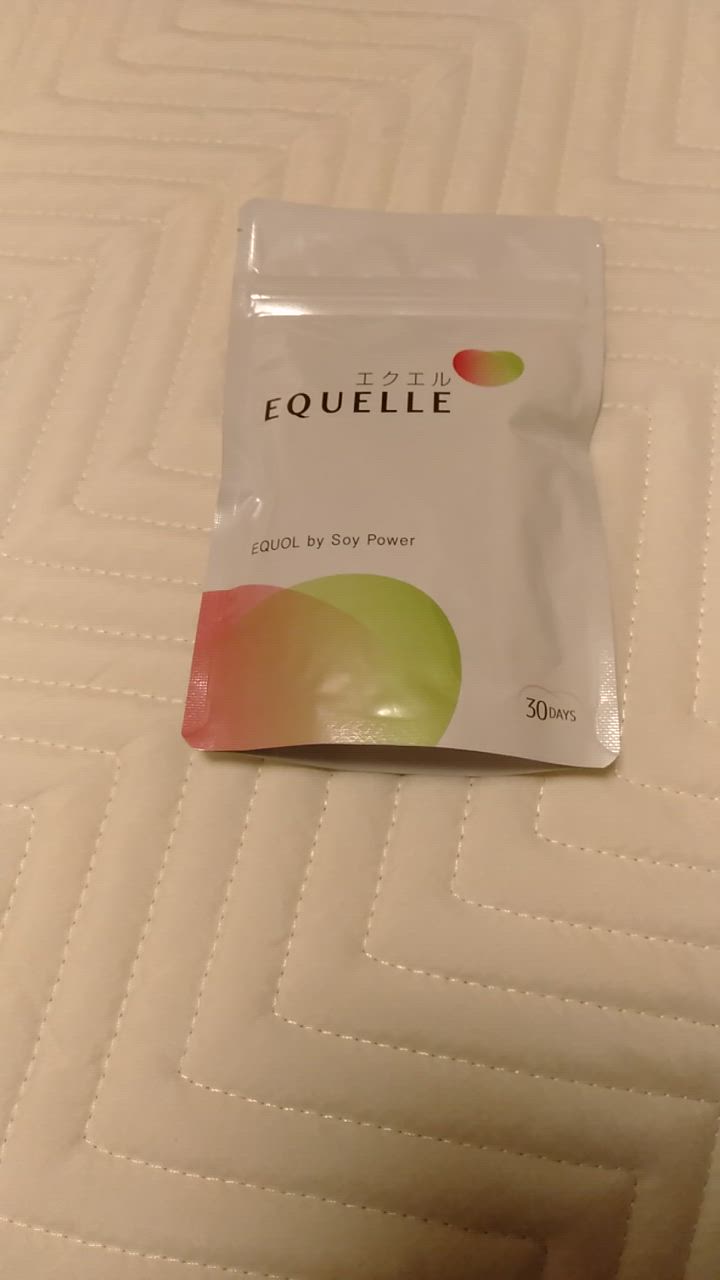 エクエル
EQUELLE
EQUOL by Soy Power
30DAYS